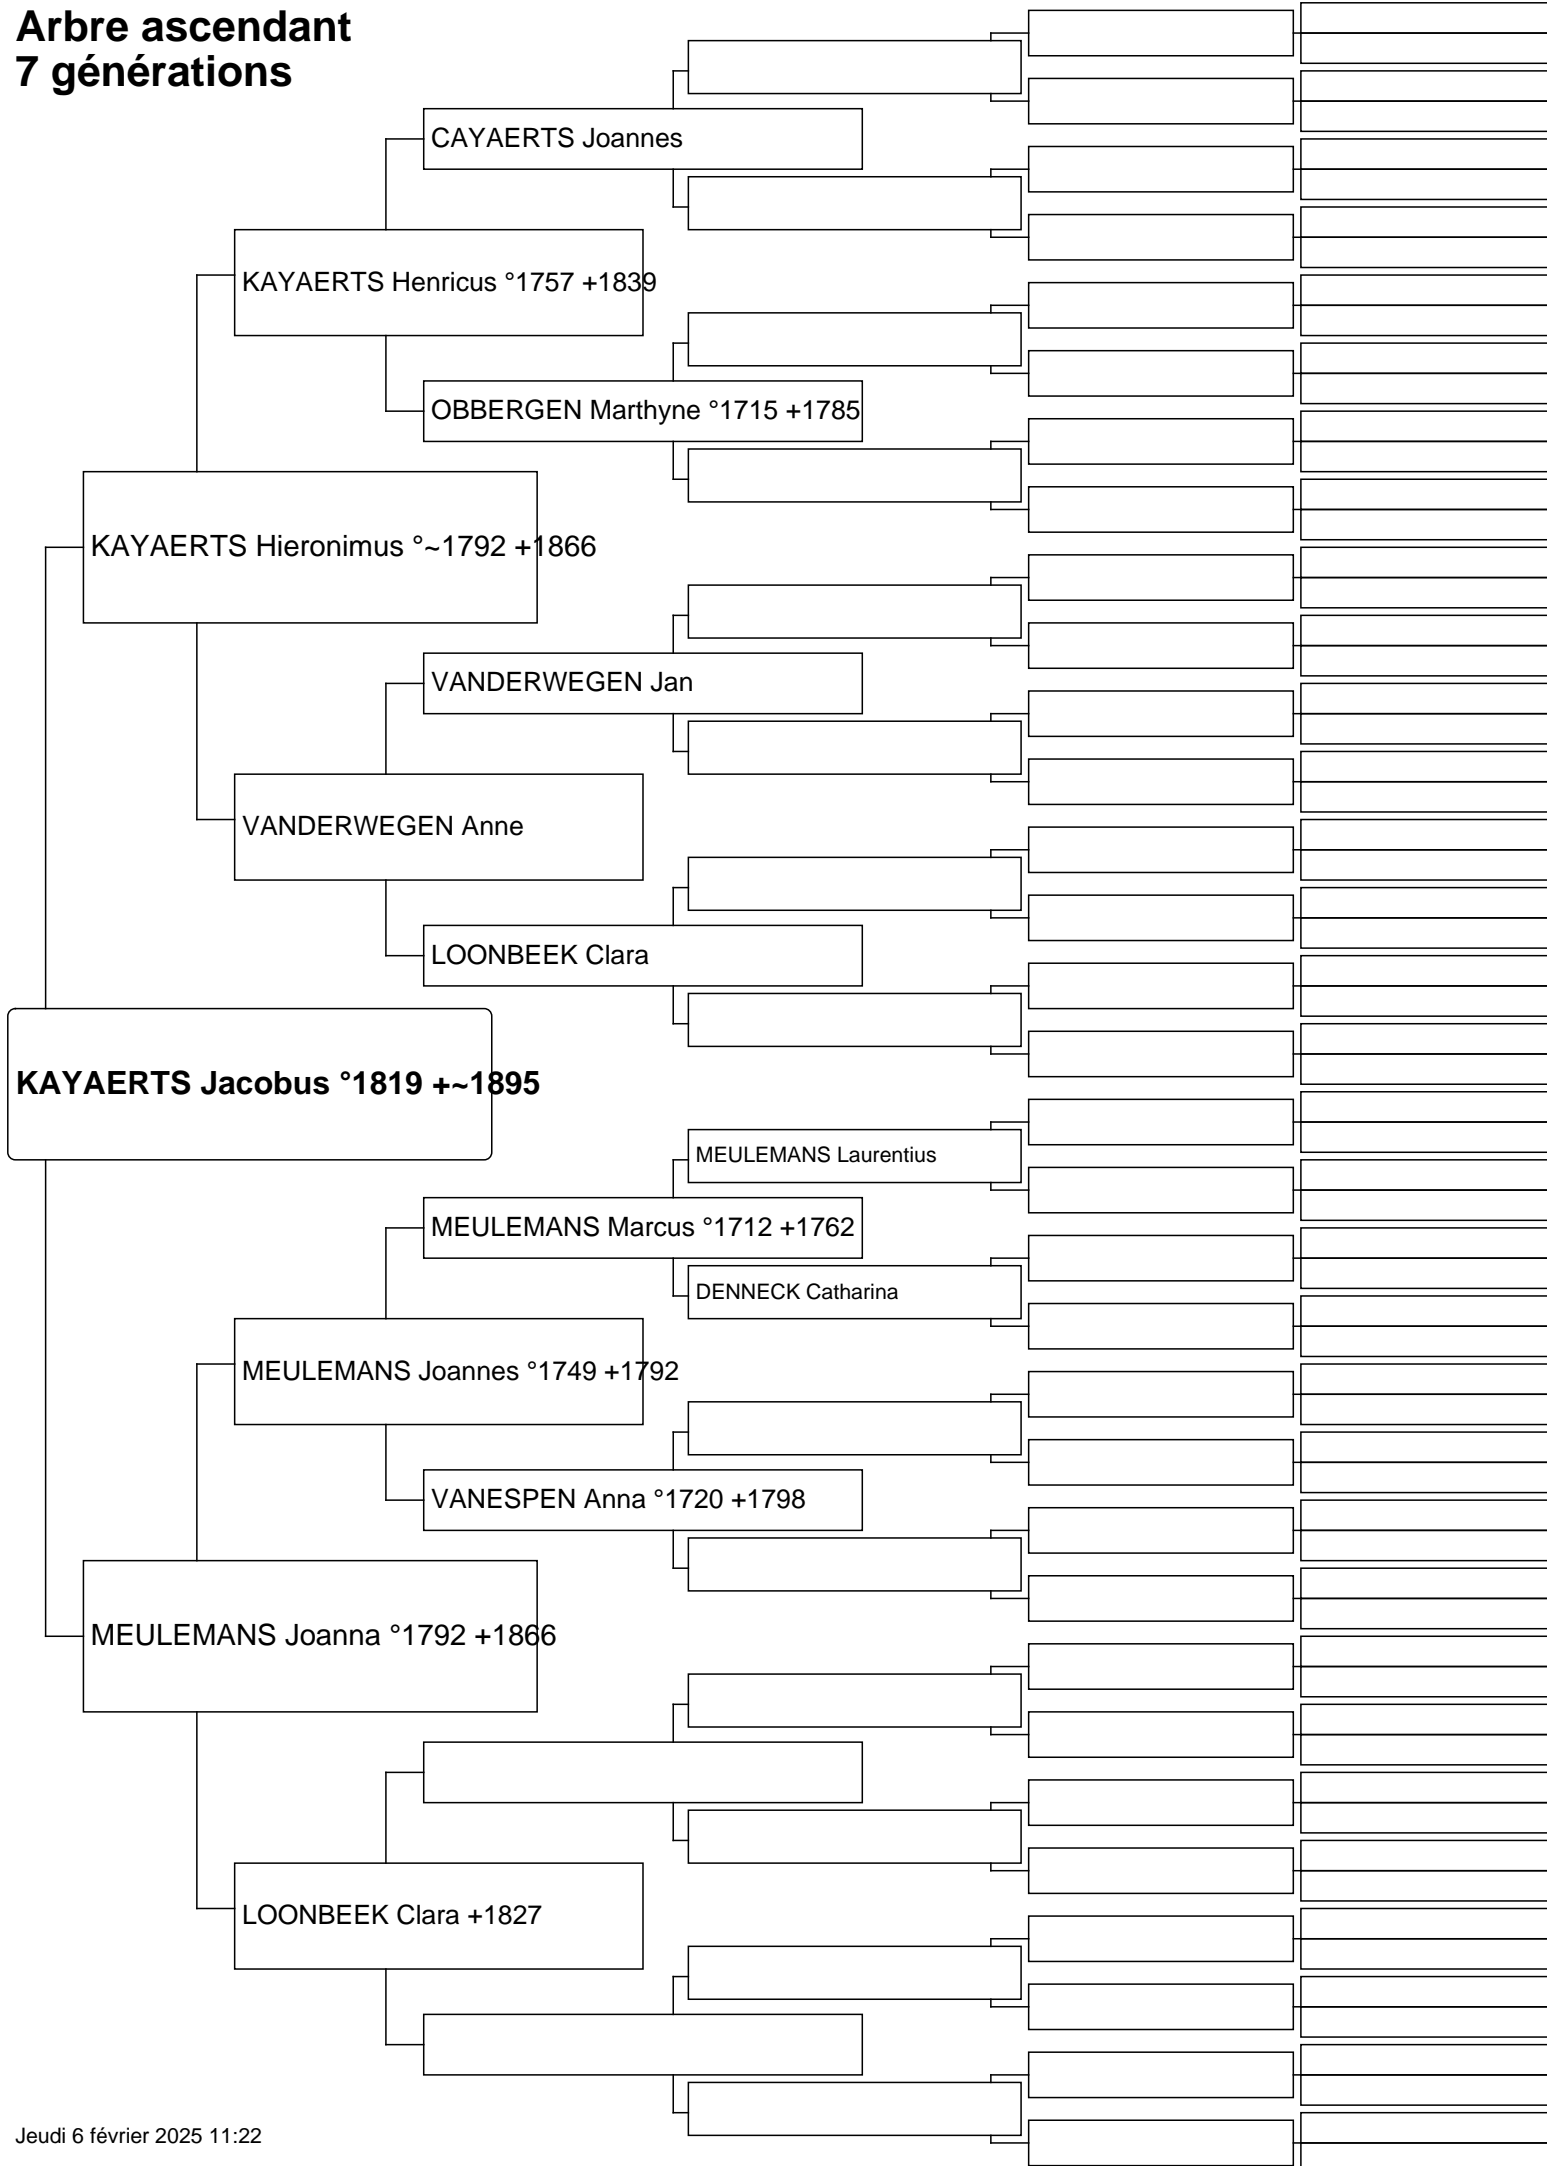 Arbre ascendant
7 générations
CAYAERTS Joannes
KAYAERTS Henricus °1757 +1839
OBBERGEN Marthyne °1715 +1785
KAYAERTS Hieronimus °~1792 +1866
VANDERWEGEN Jan
VANDERWEGEN Anne
LOONBEEK Clara
KAYAERTS Jacobus °1819 +~1895
MEULEMANS Laurentius
MEULEMANS Marcus °1712 +1762
DENNECK Catharina
MEULEMANS Joannes °1749 +1792
VANESPEN Anna °1720 +1798
MEULEMANS Joanna °1792 +1866
LOONBEEK Clara +1827
Jeudi 6 février 2025 11:22